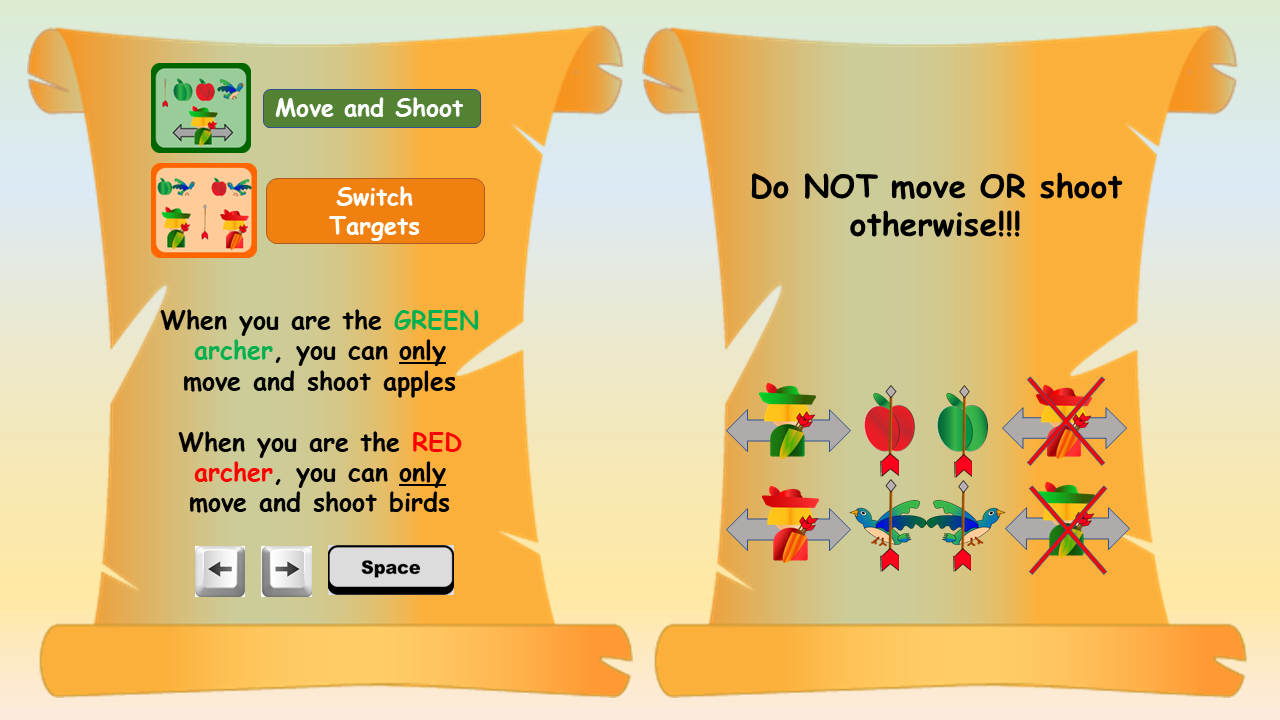 Move and Shoot
Switch
Targets
When you are the GREEN
archer, you can only
move and shoot apples
When you are the RED
archer, you can only
move and shoot birds
Space
Do NOT move OR shoot
otherwise!!!